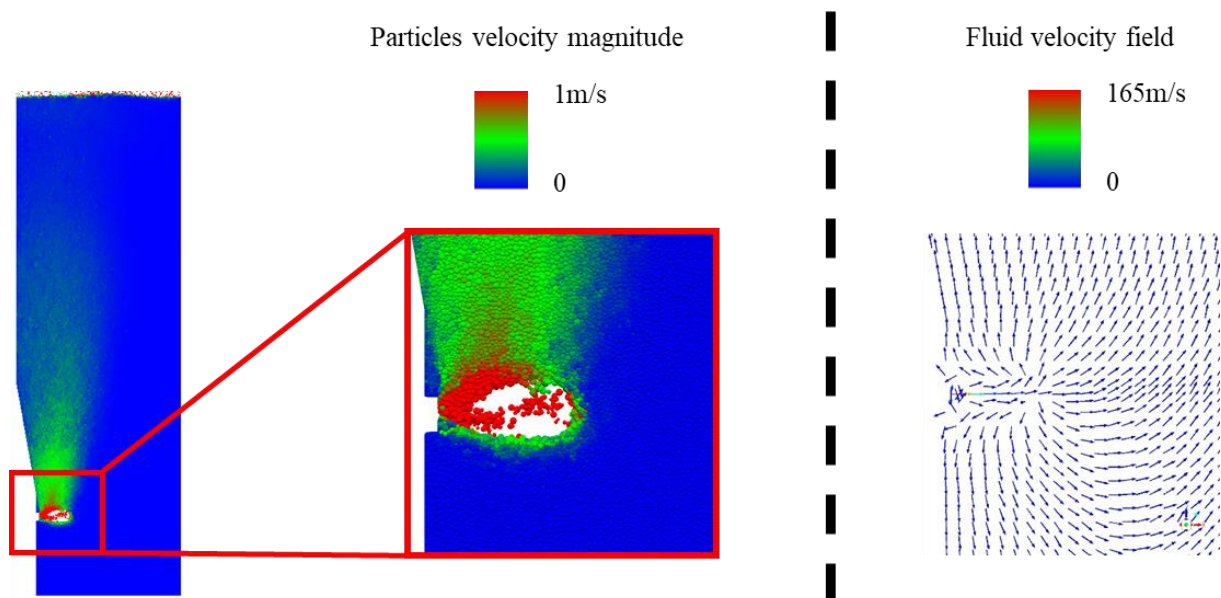 Particles velocity magnitude
1m/s
0
Fluid velocity field
165m/s
0